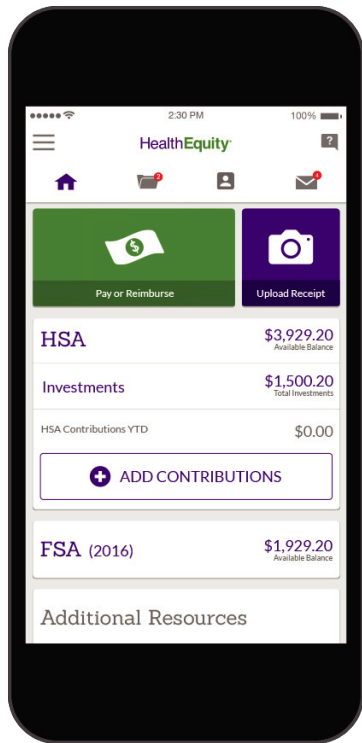 2:30 PM
100%
HealthEquity
?
2
Pay or Reimburse
Upload Receipt
HSA
$3,929.20
Available Balance
Investments
$1,500.20
Total Investments
HSA Contributions YTD
$0.00
ADD CONTRIBUTIONS
FSA (2016)
$1,929.20
Available Balance
Additional Resources